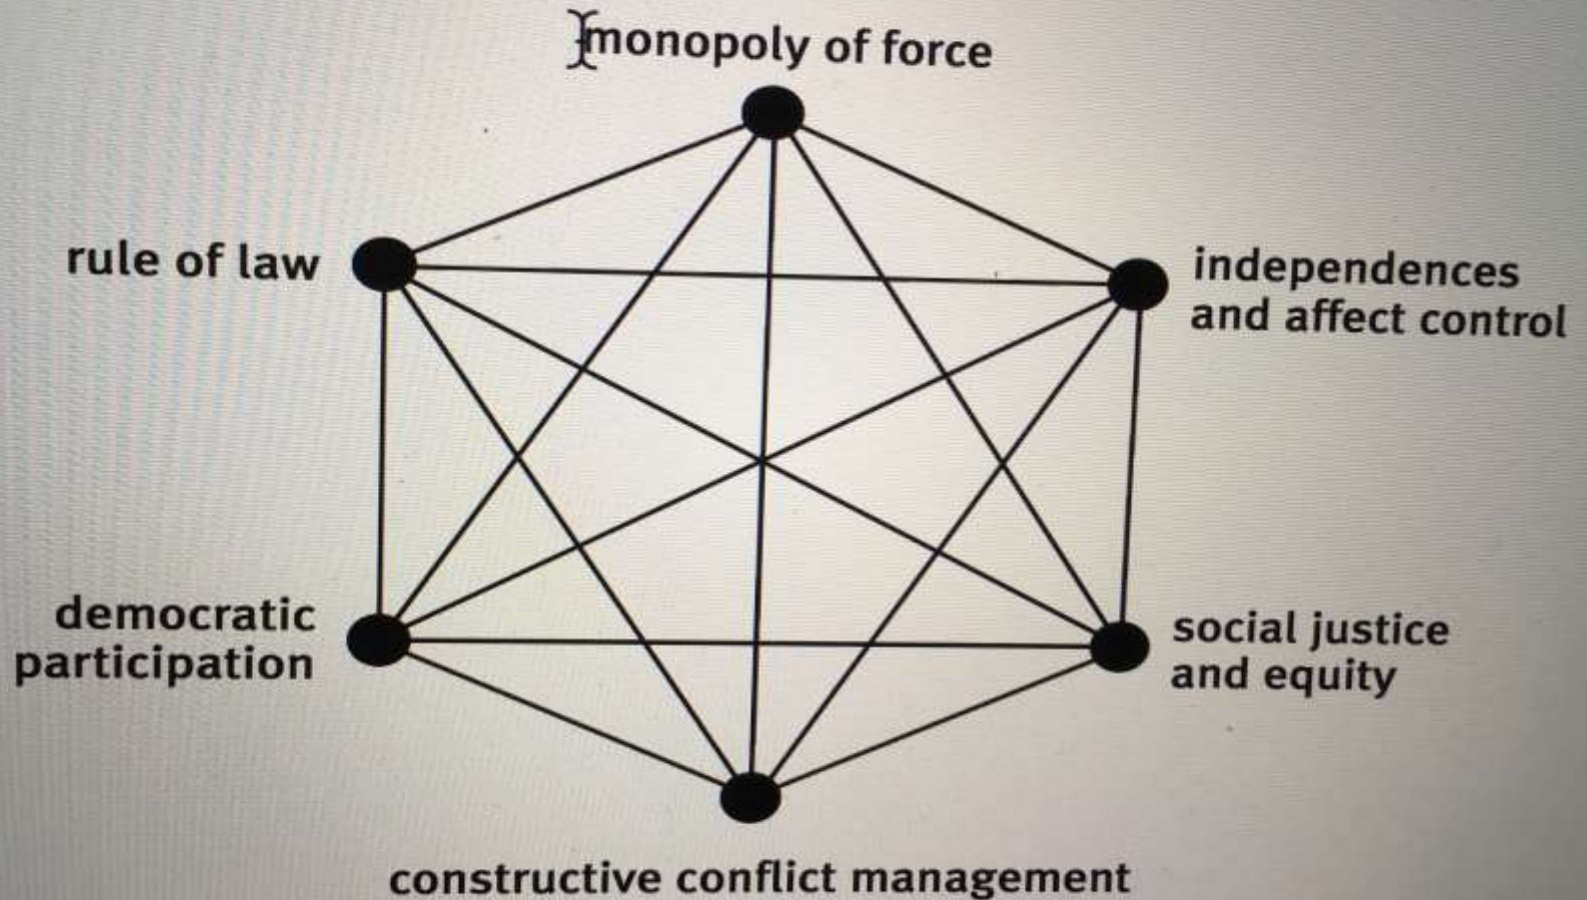 monopoly of force
rule of law
independences
and affect control
democratic
participation
social justice
and equity
constructive conflict management